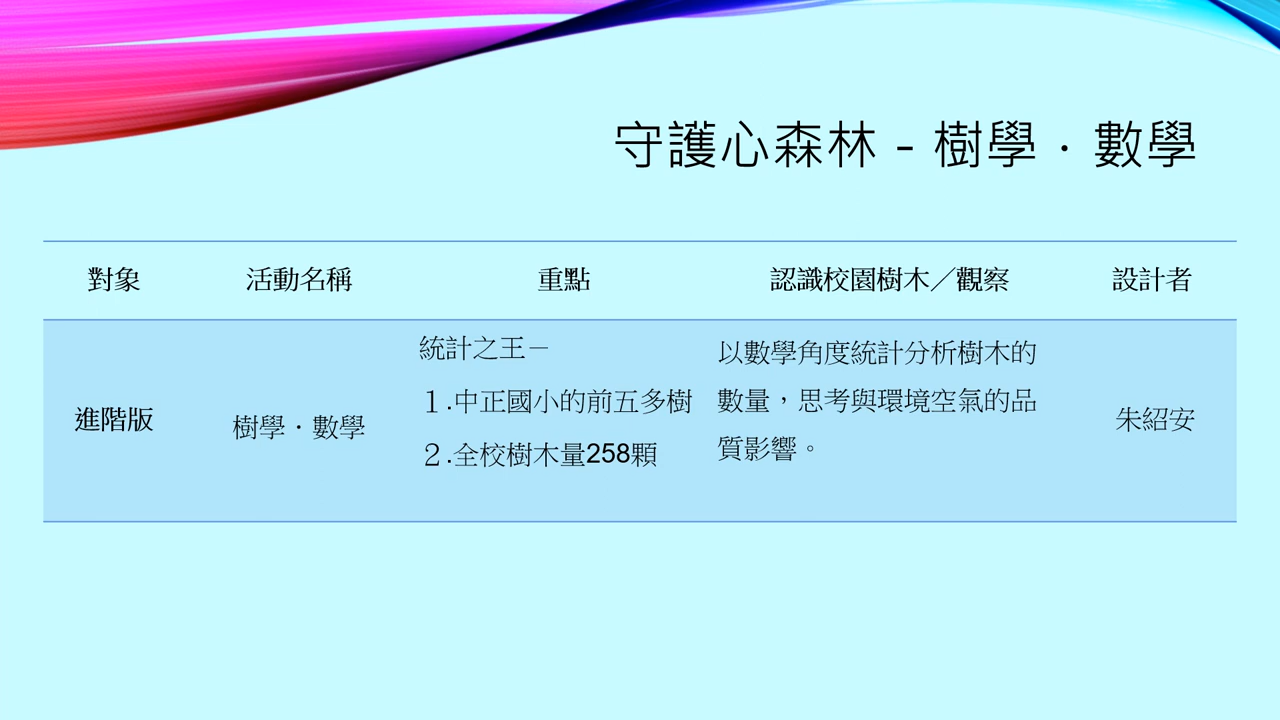 守護心森林－樹學．數學
對象 活動名稱 重點 認識校園樹木／觀察 設計者
進階版
樹學．數學
統計之王－
１.中正國小的前五多樹
２.全校樹木量258顆
以數學角度統計分析樹木的
數量，思考與環境空氣的品
質影響。
朱紹安